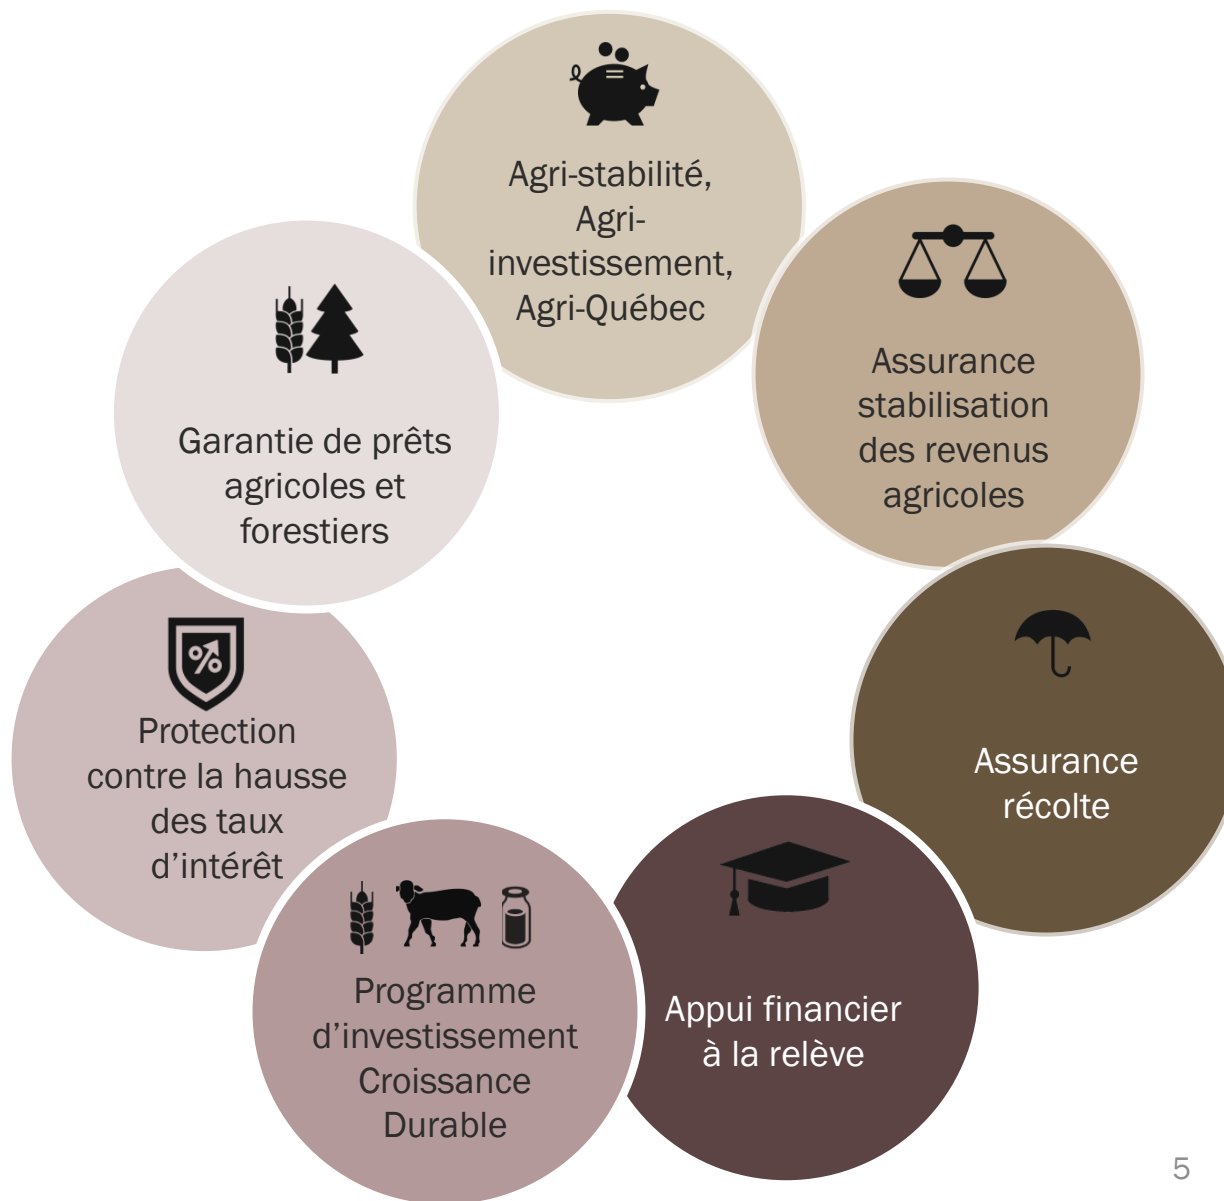 Agri-stabilité,
Agri-
investissement,
Agri-Québec
Assurance
stabilisation
des revenus
agricoles
Assurance
récolte
Appui financier
à la relève
Programme
d’investissement
Croissance
Durable
Protection
contre la hausse
des taux
d’intérêt
Garantie de prêts
agricoles et
forestiers
%
5